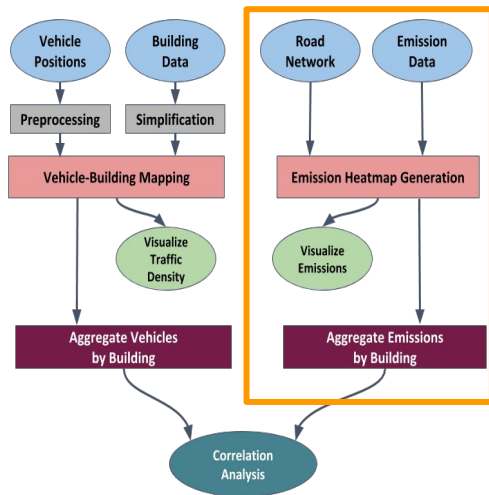 Vehicle
Positions
Building
Data
Road
Network
Emission
Data
Preprocessing
Simplification
Vehicle-Building Mapping
Emission Heatmap Generation
Visualize
Traffic
Density
Visualize
Emissions
Aggregate Vehicles
by Building
Aggregate Emissions
by Building
Correlation
Analysis